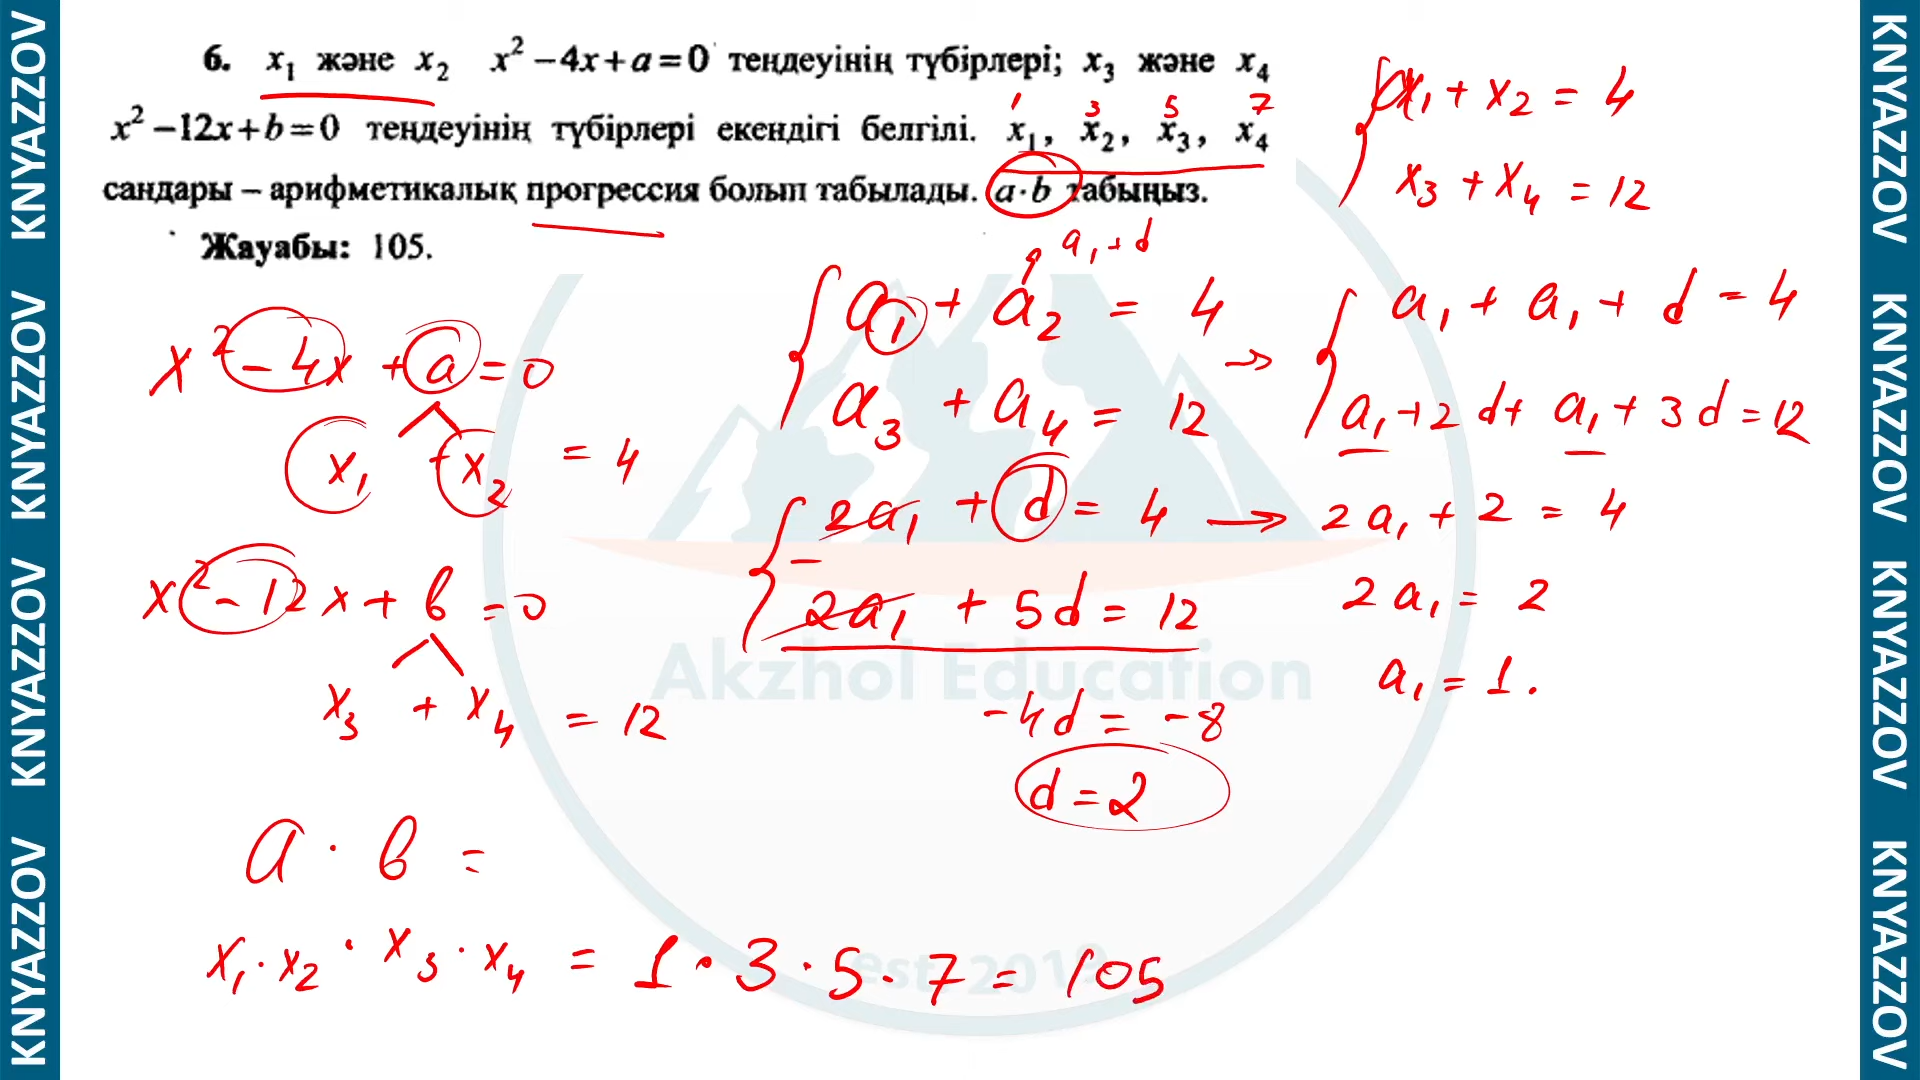 6. x₁ және x₂ x² − 4x + a = 0 теңдеуінің түбірлері; x₃ және x₄
x² − 12x + b = 0 теңдеуінің түбірлері екендігі белгілі. x₁, x₂, x₃, x₄
1 3 5 7
сандары – арифметикалық прогрессия болып табылады. a·b табыңыз.
Жауабы: 105.
x₁ + x₂ = 4
x₃ + x₄ = 12
x² − 4x + a = 0
x₁ + x₂ = 4
x² − 12x + b = 0
x₃ + x₄ = 12
a₁ + d
a₁ + a₂ = 4 →
a₃ + a₄ = 12
a₁ + a₁ + d = 4
a₁ + 2d + a₁ + 3d = 12
2a₁ + d = 4 → 2a₁ + 2 = 4
− 2a₁ + 5d = 12
2a₁ = 2
a₁ = 1.
−4d = −8
d = 2
a · b =
x₁ · x₂ · x₃ · x₄ = 1 · 3 · 5 · 7 = 105
Akzhol Education
est. 2019
KNYAZZOV KNYAZZOV KNYAZZOV KNYAZZOV
KNYAZZOV KNYAZZOV KNYAZZOV KNYAZZOV